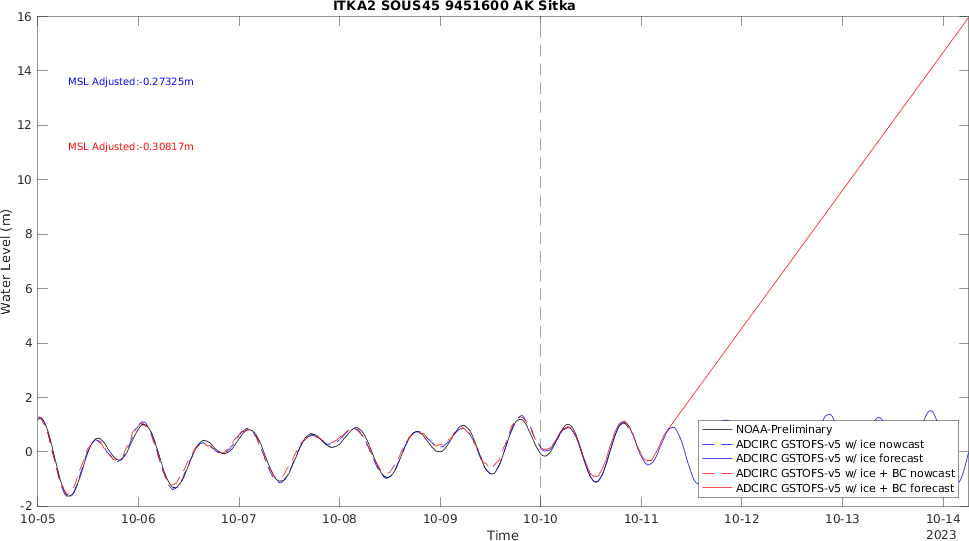 ITKA2 SOUS45 9451600 AK Sitka
16
14
12
10
8
6
4
2
0
-2
Water Level (m)
MSL Adjusted:-0.27325m
MSL Adjusted:-0.30817m
NOAA-Preliminary
ADCIRC GSTOFS-v5 w/ ice nowcast
ADCIRC GSTOFS-v5 w/ ice forecast
ADCIRC GSTOFS-v5 w/ ice + BC nowcast
ADCIRC GSTOFS-v5 w/ ice + BC forecast
10-05 10-06 10-07 10-08 10-09 10-10 10-11 10-12 10-13 10-14
Time
2023